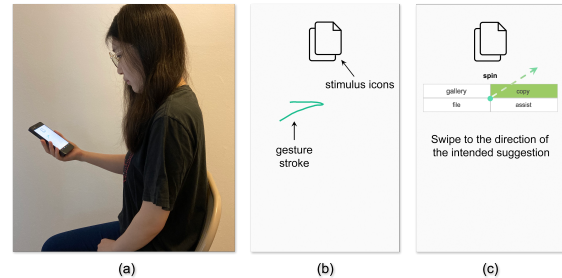 stimulus icons
gesture
stroke
spin
gallery copy
file assist
Swipe to the direction of
the intended suggestion
(a) (b) (c)